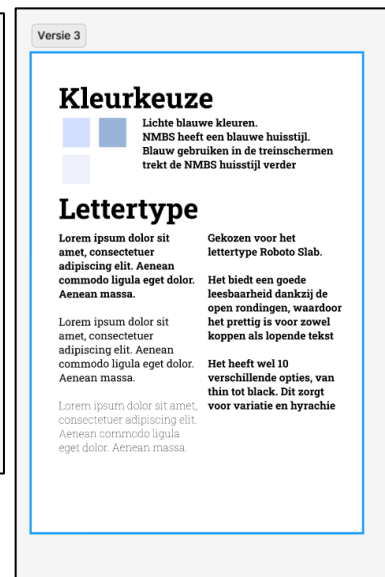 Versie 3
Kleurkeuze
Lichte blauwe kleuren.
NMBS heeft een blauwe huisstijl.
Blauw gebruiken in de treinschermen
trekt de NMBS huisstijl verder
Lettertype
Lorem ipsum dolor sit
amet, consectetuer
adipiscing elit. Aenean
commodo ligula eget dolor.
Aenean massa.
Lorem ipsum dolor sit
amet, consectetuer
adipiscing elit. Aenean
commodo ligula eget dolor.
Aenean massa.
Lorem ipsum dolor sit amet,
consectetuer adipiscing elit.
Aenean commodo ligula
eget dolor. Aenean massa.
Gekozen voor het
lettertype Roboto Slab.
Het biedt een goede
leesbaarheid dankzij de
open rondingen, waardoor
het prettig is voor zowel
koppen als lopende tekst
Het heeft wel 10
verschillende opties, van
thin tot black. Dit zorgt
voor variatie en hyrachie